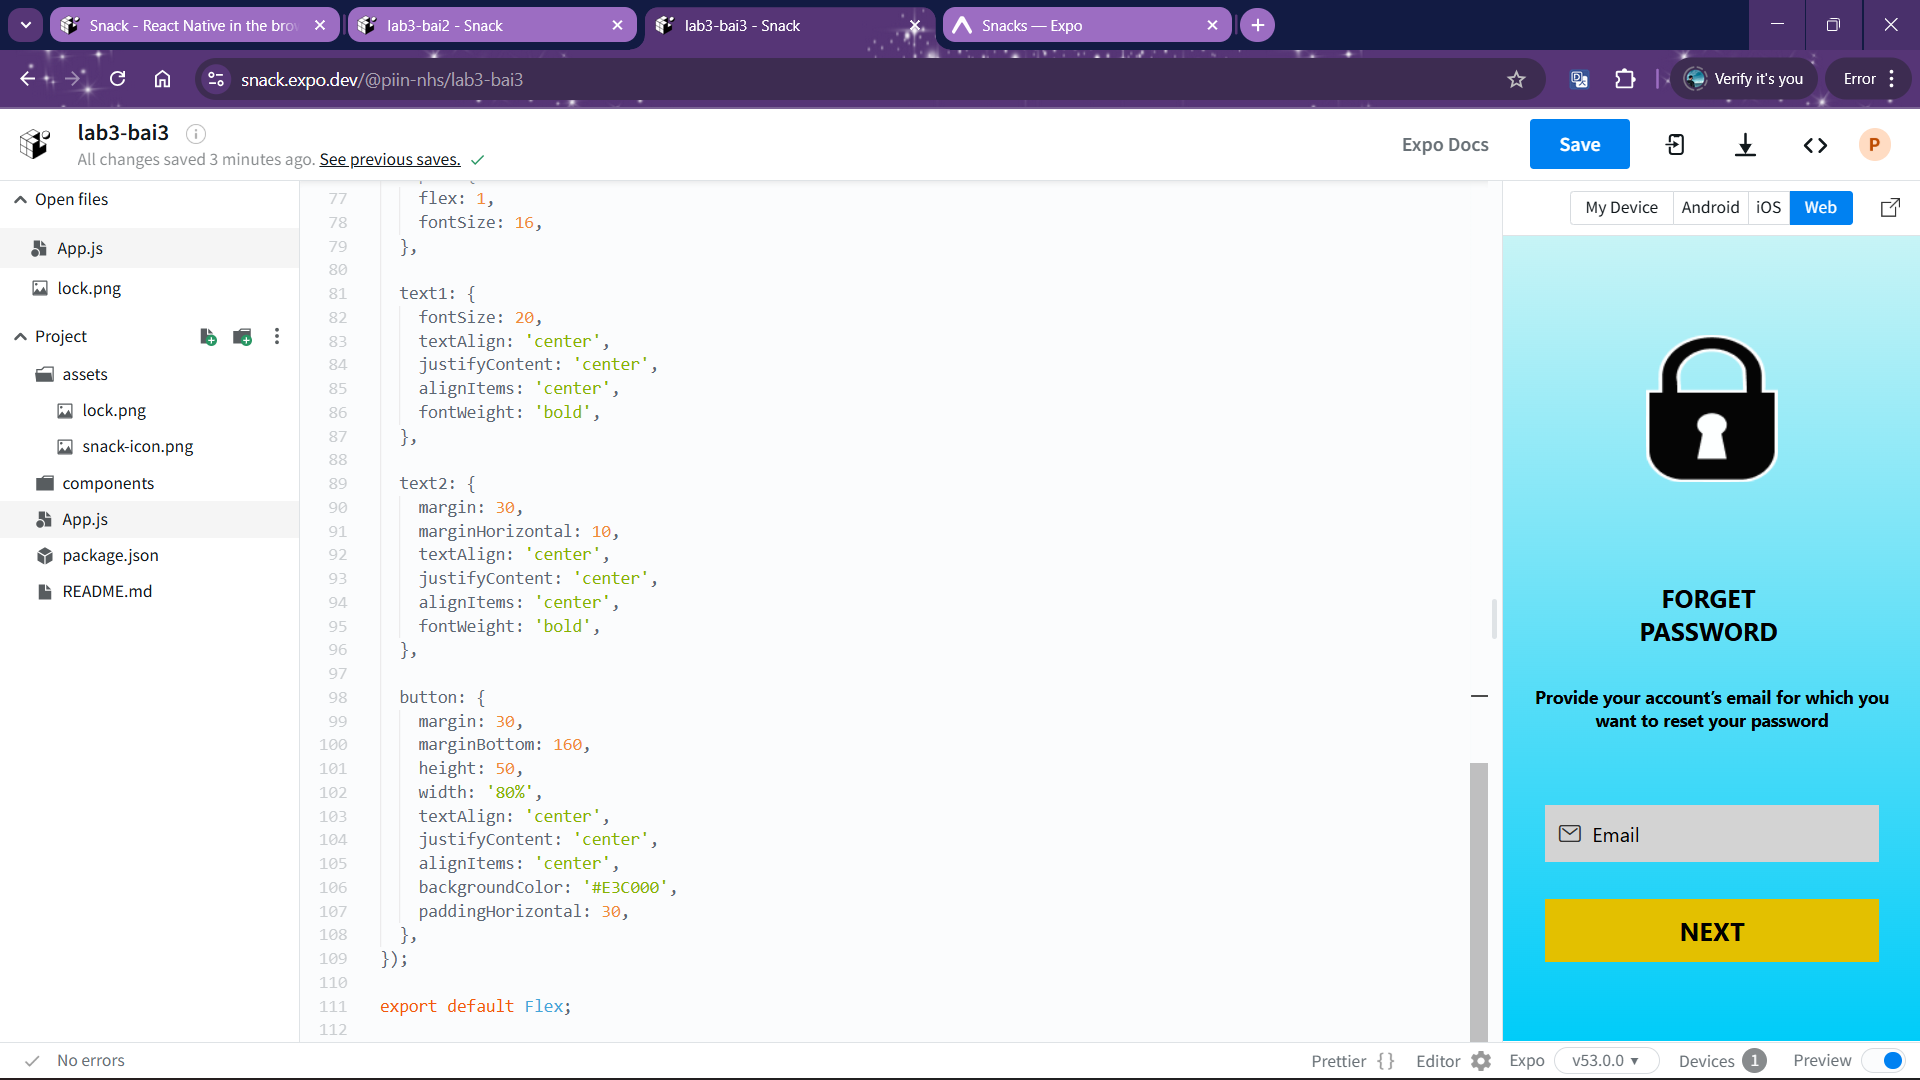 Snack - React Native in the brow
lab3-bai2 - Snack
lab3-bai3 - Snack
Snacks — Expo
snack.expo.dev/@piin-nhs/lab3-bai3
Verify it's you
Error
lab3-bai3
All changes saved 3 minutes ago. See previous saves.
Expo Docs
Save
P
Open files
App.js
lock.png
Project
assets
lock.png
snack-icon.png
components
App.js
package.json
README.md
77 flex: 1,
78 fontSize: 16,
79 },
80
81 text1: {
82 fontSize: 20,
83 textAlign: 'center',
84 justifyContent: 'center',
85 alignItems: 'center',
86 fontWeight: 'bold',
87 },
88
89 text2: {
90 margin: 30,
91 marginHorizontal: 10,
92 textAlign: 'center',
93 justifyContent: 'center',
94 alignItems: 'center',
95 fontWeight: 'bold',
96 },
97
98 button: {
99 margin: 30,
100 marginBottom: 160,
101 height: 50,
102 width: '80%',
103 textAlign: 'center',
104 justifyContent: 'center',
105 alignItems: 'center',
106 backgroundColor: '#E3C000',
107 paddingHorizontal: 30,
108 },
109 });
110
111 export default Flex;
112
My Device
Android
iOS
Web
FORGET
PASSWORD
Provide your account’s email for which you
want to reset your password
Email
NEXT
No errors
Prettier { }
Editor
Expo
v53.0.0
Devices 1
Preview